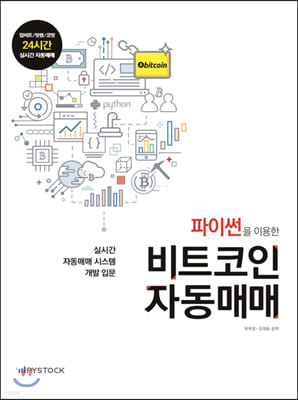 업비트/빗썸/코빗
24시간
실시간 자동매매
bitcoin
python
파이썬을 이용한
실시간
자동매매 시스템
개발 입문
비트코인
자동매매
PYSTOCK